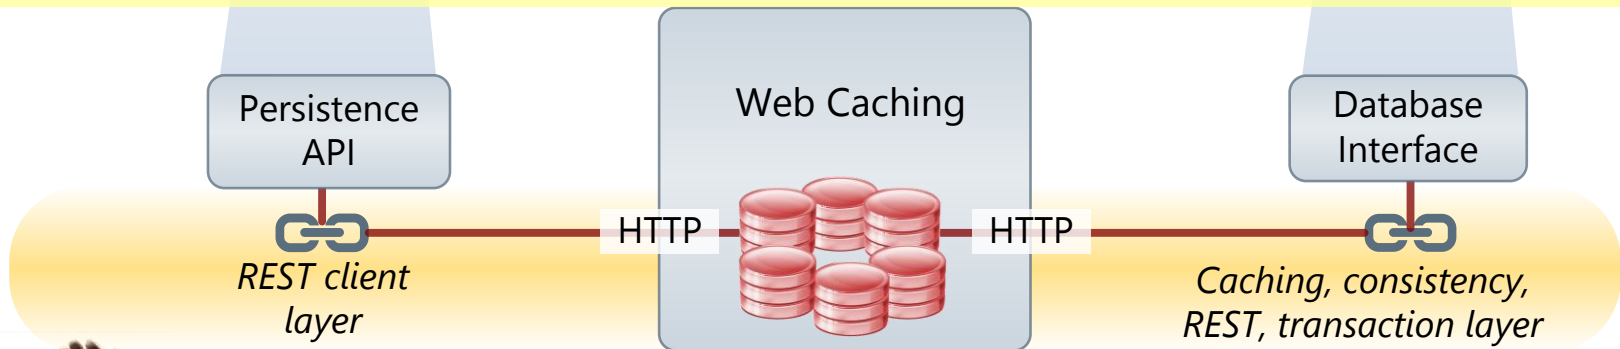 Persistence
API
Web Caching
Database
Interface
HTTP
HTTP
REST client
layer
Caching, consistency,
REST, transaction layer